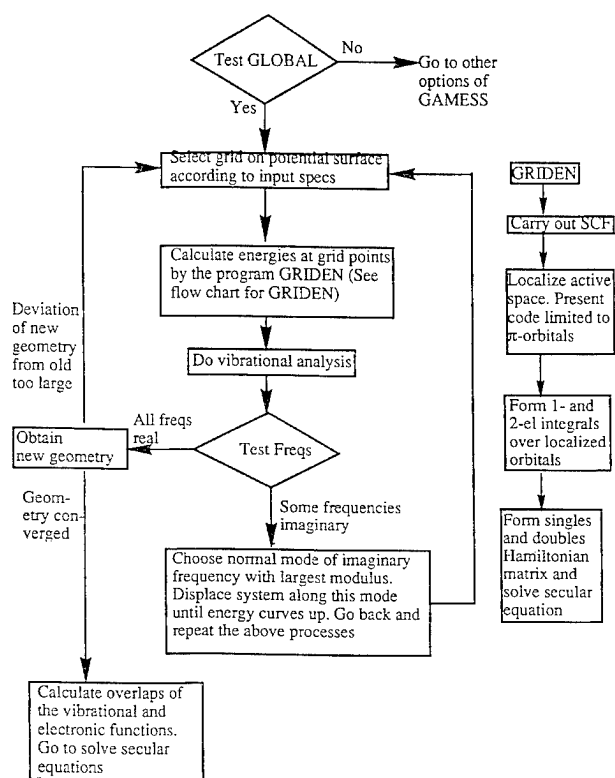 Test GLOBAL
No
Go to other
options of
GAMESS
Yes
Select grid on potential surface
according to input specs
Calculate energies at grid points
by the program GRIDEN (See
flow chart for GRIDEN)
Deviation
of new
geometry
from old
too large
Do vibrational analysis
All freqs
real
Test Freqs
Obtain
new geometry
Geom-
etry con-
verged
Some frequencies
imaginary
Choose normal mode of imaginary
frequency with largest modulus.
Displace system along this mode
until energy curves up. Go back and
repeat the above processes
Calculate overlaps of
the vibrational and
electronic functions.
Go to solve secular
equations
GRIDEN
Carry out SCF
Localize active
space. Present
code limited to
π-orbitals
Form 1- and
2-el integrals
over localized
orbitals
Form singles
and doubles
Hamiltonian
matrix and
solve secular
equation